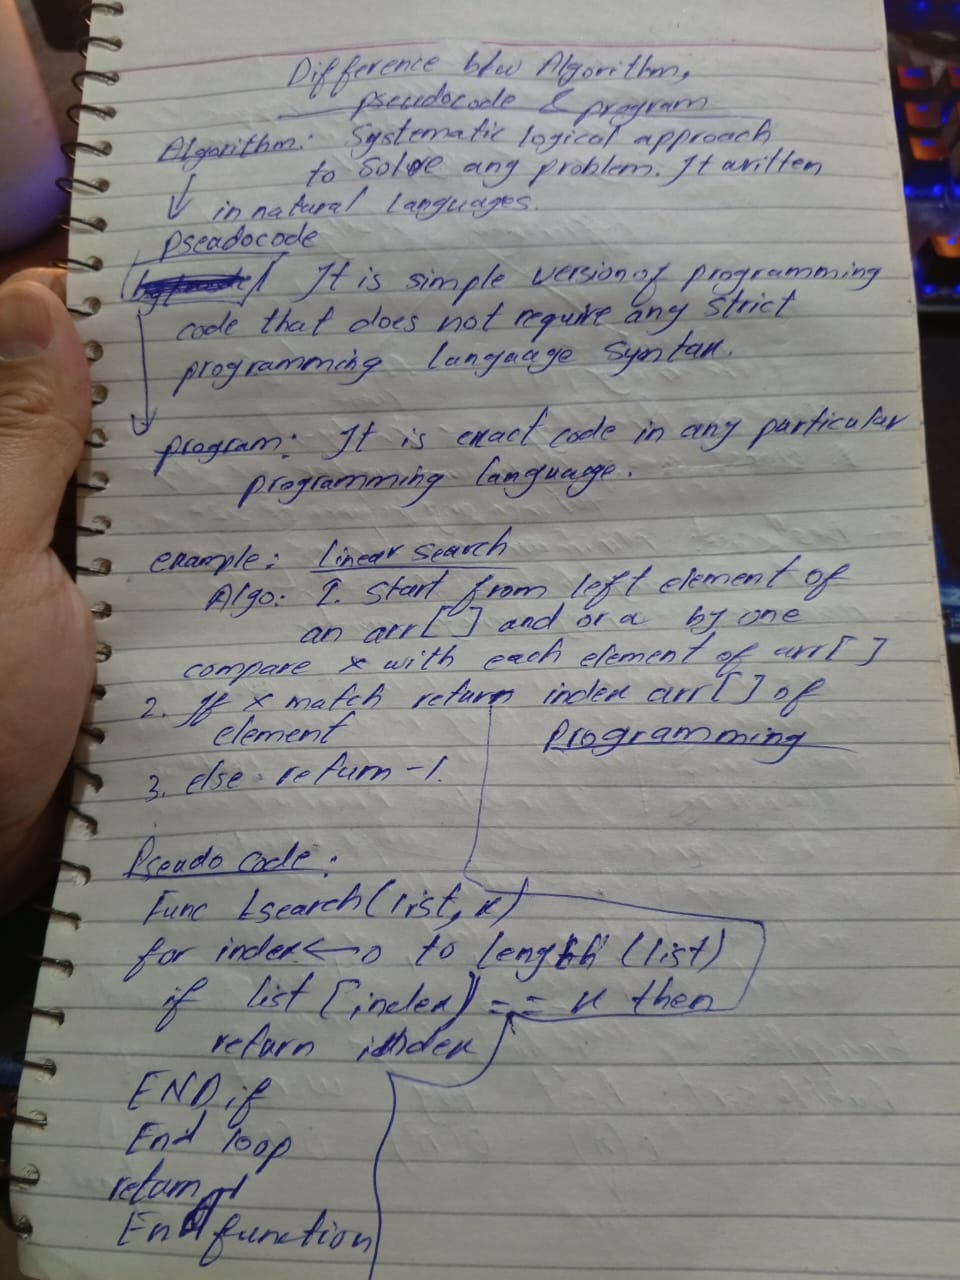 Difference b/w Algorithm,
pseudocode & program
Algorithm: Systematic logical approach
to Solve any problem. It written
in natural languages.
Pseadocode
It is simple version of programming
code that does not require any strict
programming language syntax.
program: It is exact code in any particular
programming language.
example: linear search
Algo: 1. Start from left element of
an arr[] and by one
compare x with each element of arr[]
2. If x match return index arr[] of
element
Programming
3. else return -1.
Pseudo code:
Func Lsearch(list, x)
for index <- 0 to length (list)
if list [index) == x then
return index
END if
End loop
return
End function